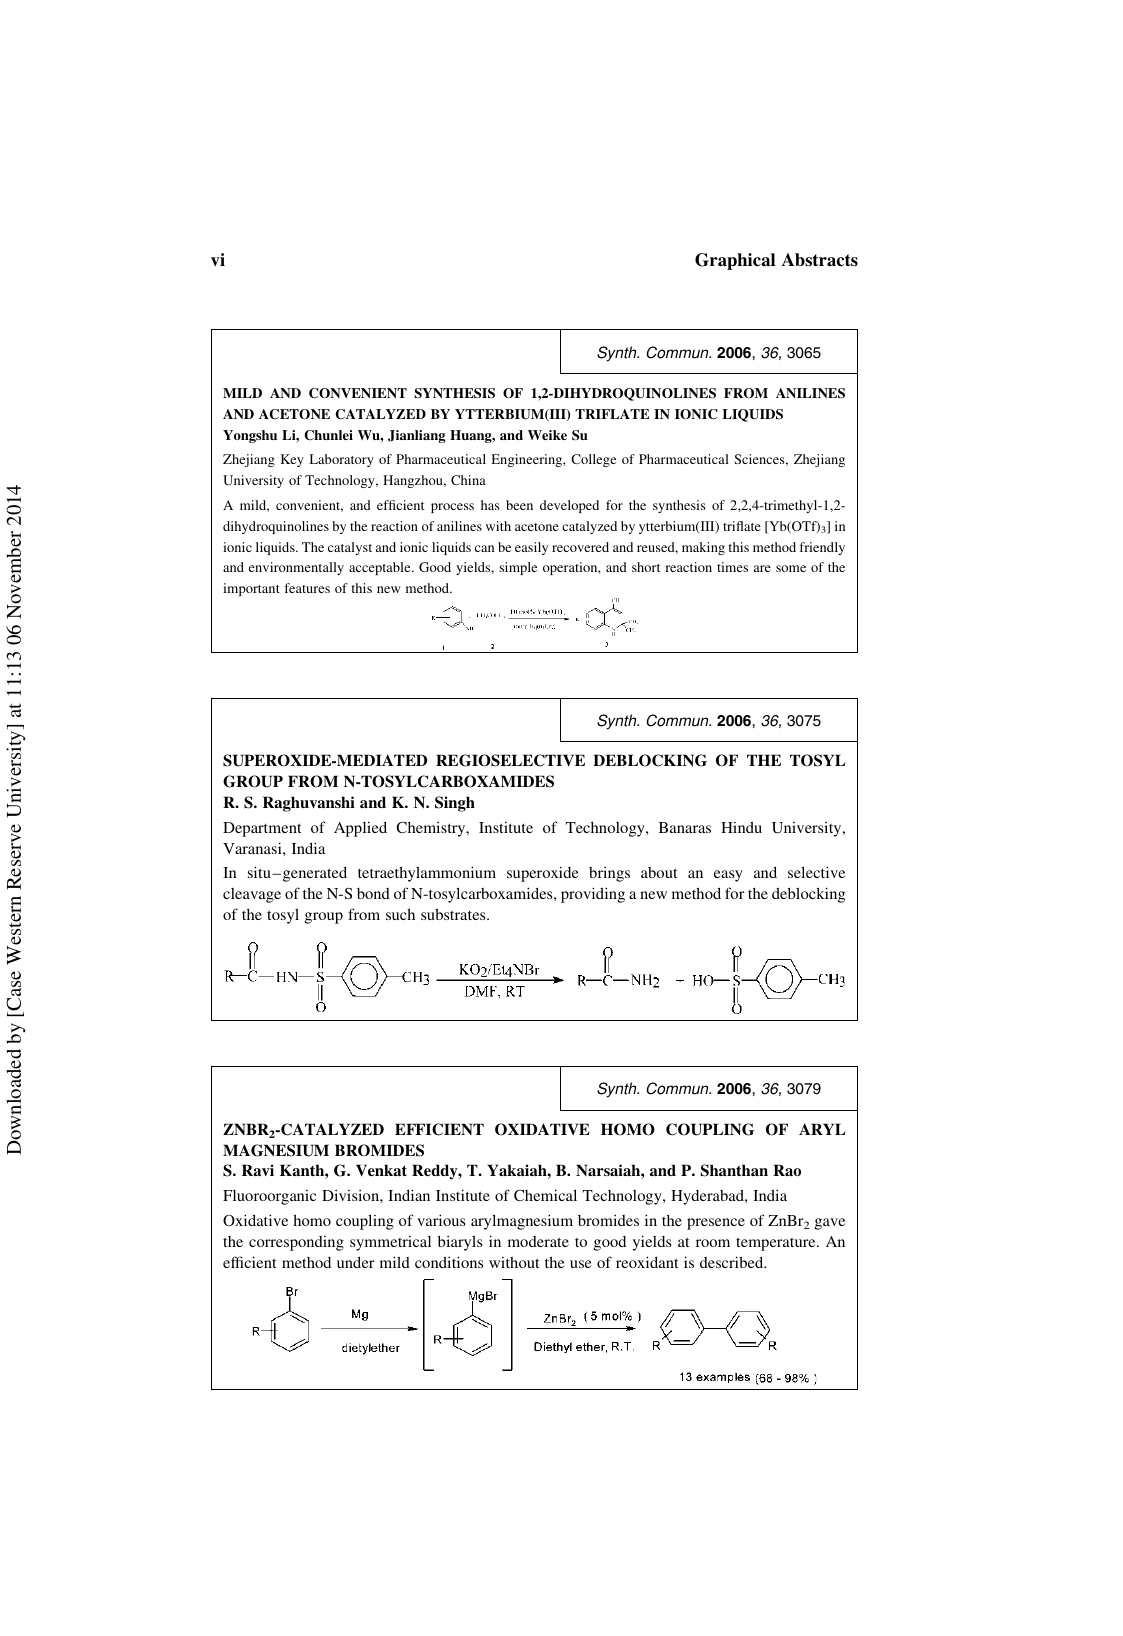 vi Graphical Abstracts
Synth. Commun. 2006, 36, 3065
MILD AND CONVENIENT SYNTHESIS OF 1,2-DIHYDROQUINOLINES FROM ANILINES
AND ACETONE CATALYZED BY YTTERBIUM(III) TRIFLATE IN IONIC LIQUIDS
Yongshu Li, Chunlei Wu, Jianliang Huang, and Weike Su
Zhejiang Key Laboratory of Pharmaceutical Engineering, College of Pharmaceutical Sciences, Zhejiang
University of Technology, Hangzhou, China
A mild, convenient, and efficient process has been developed for the synthesis of 2,2,4-trimethyl-1,2-
dihydroquinolines by the reaction of anilines with acetone catalyzed by ytterbium(III) triflate [Yb(OTf)3] in
ionic liquids. The catalyst and ionic liquids can be easily recovered and reused, making this method friendly
and environmentally acceptable. Good yields, simple operation, and short reaction times are some of the
important features of this new method.
1 2 3
Synth. Commun. 2006, 36, 3075
SUPEROXIDE-MEDIATED REGIOSELECTIVE DEBLOCKING OF THE TOSYL
GROUP FROM N-TOSYLCARBOXAMIDES
R. S. Raghuvanshi and K. N. Singh
Department of Applied Chemistry, Institute of Technology, Banaras Hindu University,
Varanasi, India
In situ–generated tetraethylammonium superoxide brings about an easy and selective
cleavage of the N-S bond of N-tosylcarboxamides, providing a new method for the deblocking
of the tosyl group from such substrates.
O O O O
R–C–HN–S CH3 KO2/Et4NBr R–C–NH2 – HO–S CH3
DMF, RT
O O
Synth. Commun. 2006, 36, 3079
ZNBR2-CATALYZED EFFICIENT OXIDATIVE HOMO COUPLING OF ARYL
MAGNESIUM BROMIDES
S. Ravi Kanth, G. Venkat Reddy, T. Yakaiah, B. Narsaiah, and P. Shanthan Rao
Fluoroorganic Division, Indian Institute of Chemical Technology, Hyderabad, India
Oxidative homo coupling of various arylmagnesium bromides in the presence of ZnBr2 gave
the corresponding symmetrical biaryls in moderate to good yields at room temperature. An
efficient method under mild conditions without the use of reoxidant is described.
Br MgBr
Mg ZnBr2 ( 5 mol% )
R R
dietylether Diethyl ether, R.T. R R
13 examples (68 - 98% )
Downloaded by [Case Western Reserve University] at 11:13 06 November 2014